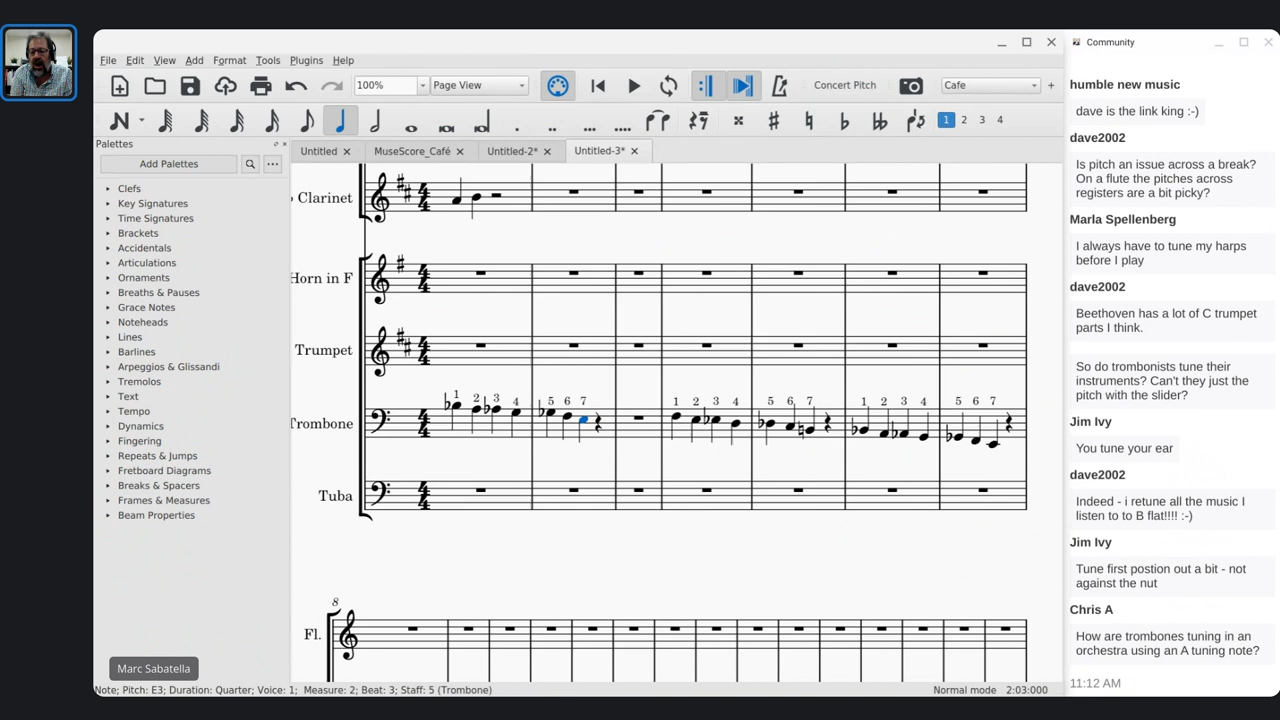 Community
File Edit View Add Format Tools Plugins Help
100% Page View Concert Pitch Cafe +
1 2 3 4
Palettes
Untitled MuseScore_Café Untitled-2* Untitled-3*
Add Palettes
Clefs
Key Signatures
Time Signatures
Brackets
Accidentals
Articulations
Ornaments
Breaths & Pauses
Grace Notes
Noteheads
Lines
Barlines
Arpeggios & Glissandi
Tremolos
Text
Tempo
Dynamics
Fingering
Repeats & Jumps
Fretboard Diagrams
Breaks & Spacers
Frames & Measures
Beam Properties
Clarinet
Horn in F
Trumpet
1 2 3 4 5 6 7 1 2 3 4 5 6 7 1 2 3 4 5 6 7
Trombone
Tuba
8
Fl.
Marc Sabatella
Note; Pitch: E3; Duration: Quarter; Voice: 1; Measure: 2; Beat: 3; Staff: 5 (Trombone)
Normal mode 2:03:000
humble new music
dave is the link king :-)
dave2002
Is pitch an issue across a break?
On a flute the pitches across
registers are a bit picky?
Marla Spellenberg
I always have to tune my harps
before I play
dave2002
Beethoven has a lot of C trumpet
parts I think.
So do trombonists tune their
instruments? Can't they just the
pitch with the slider?
Jim Ivy
You tune your ear
dave2002
Indeed - i retune all the music I
listen to to B flat!!!! :-)
Jim Ivy
Tune first postion out a bit - not
against the nut
Chris A
How are trombones tuning in an
orchestra using an A tuning note?
11:12 AM